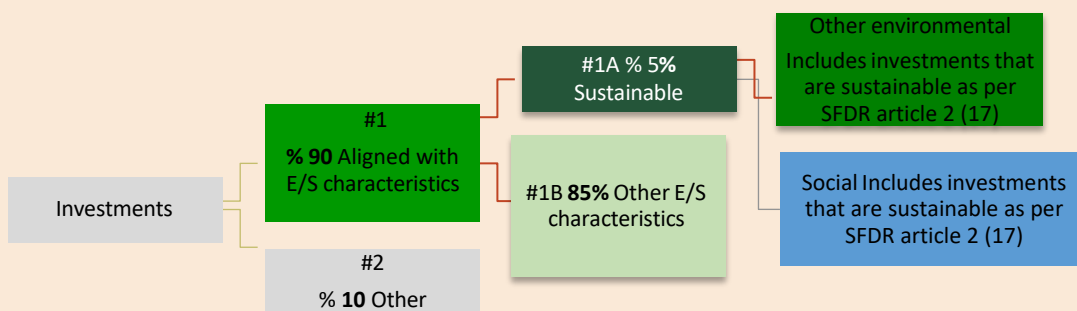 Investments
#1
% 90 Aligned with
E/S characteristics
#2
% 10 Other
#1A % 5%
Sustainable
#1B 85% Other E/S
characteristics
Other environmental
Includes investments that
are sustainable as per
SFDR article 2 (17)
Social Includes investments
that are sustainable as per
SFDR article 2 (17)